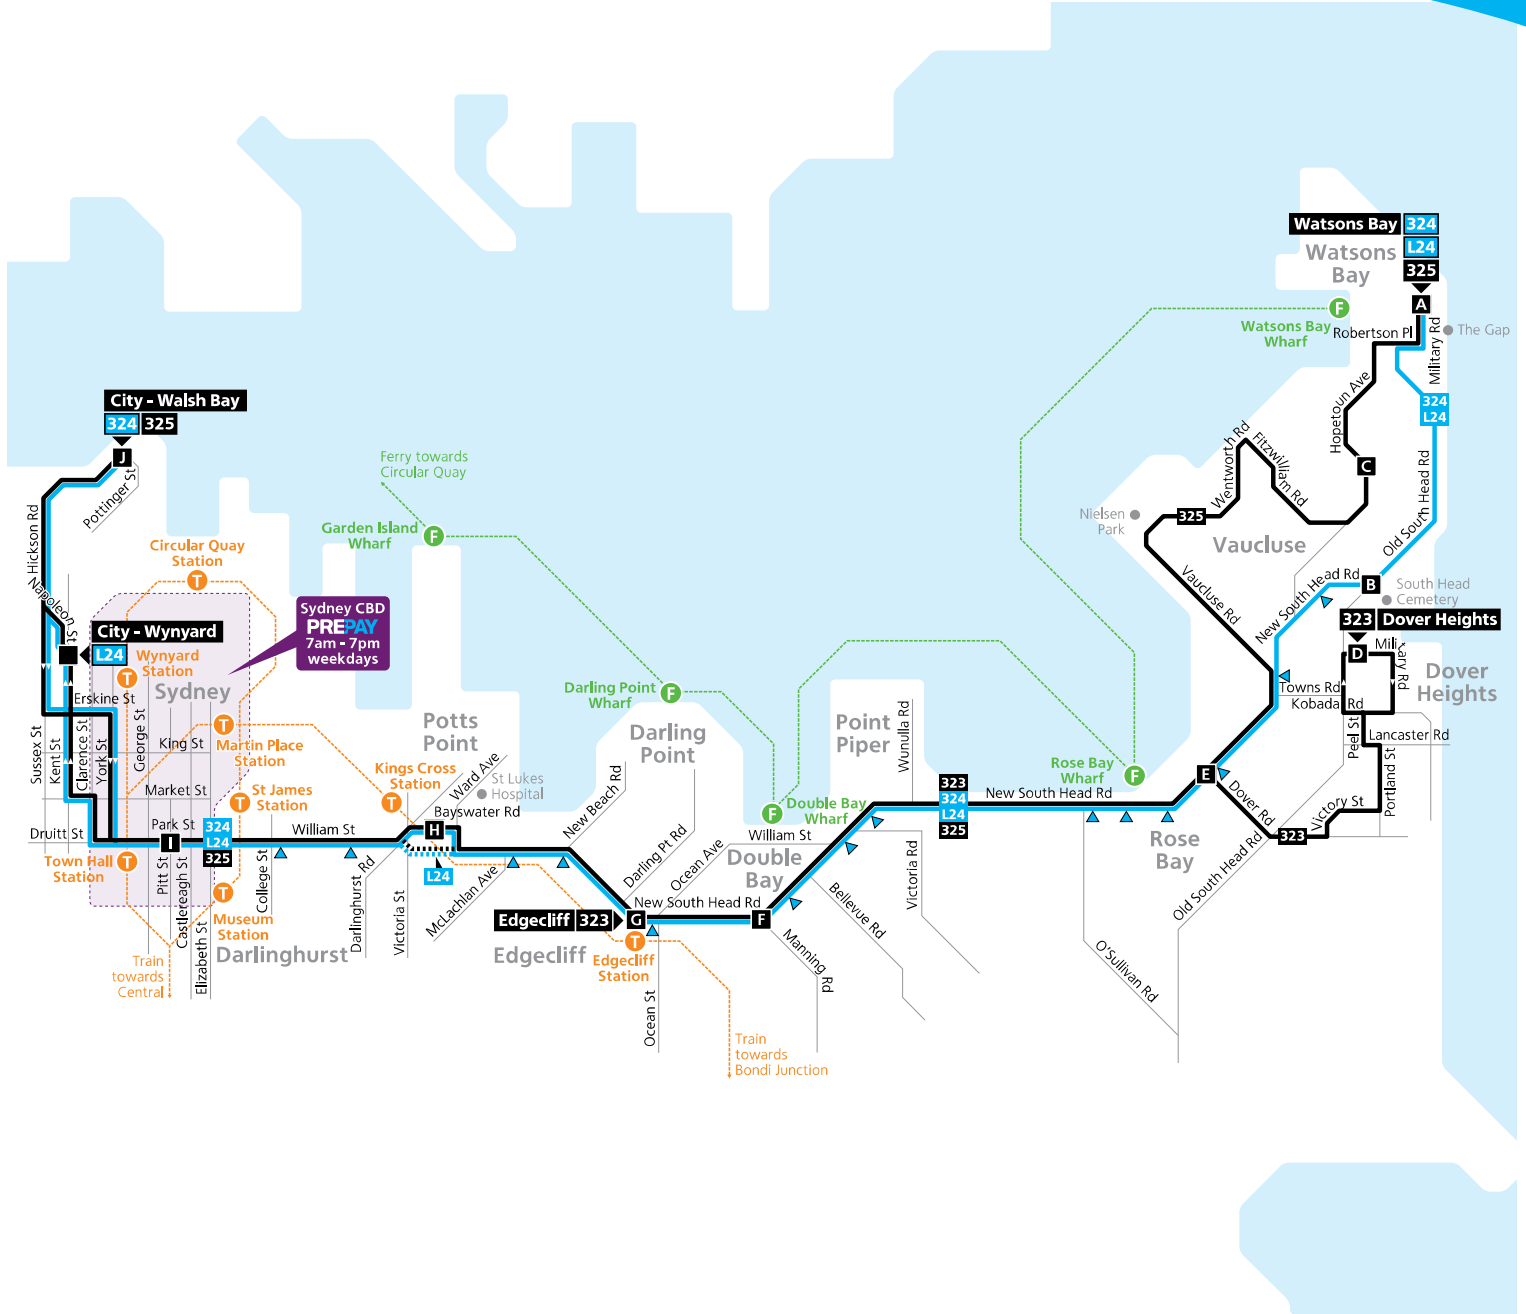 Watsons Bay 324
L24
325
Watsons
Bay
A
F
Watsons Bay
Wharf
Robertson Pl
Military Rd
The Gap
324
L24
Hopetoun Ave
C
Old South Head Rd
Wentworth Rd
Fitzwilliam Rd
325
Nielsen
Park
Vaucluse
Vaucluse Rd
New South Head Rd
B
South Head
Cemetery
323 Dover Heights
D
Military Rd
Dover
Heights
Towns Rd
Kobada Rd
Peel St
Lancaster Rd
Portland St
Victory St
323
Dover Rd
E
Old South Head Rd
Rose
Bay
O'Sullivan Rd
Rose Bay
Wharf
F
New South Head Rd
323
324
L24
325
Point
Piper
Wunulla Rd
Victoria Rd
Bellevue Rd
Manning Rd
F
Double Bay
Wharf
William St
Double
Bay
F
New South Head Rd
Ocean Ave
Darling Pt Rd
New Beach Rd
Darling
Point
Darling Point
Wharf
F
Edgecliff 323
G
T
Edgecliff
Station
Edgecliff
Ocean St
Train
towards
Bondi Junction
Ferry towards
Circular Quay
Garden Island
Wharf
F
Potts
Point
Kings Cross
Station
T
Ward Ave
St Lukes
Hospital
Bayswater Rd
H
L24
McLachlan Ave
Victoria St
Darlinghurst
Rd
Darlinghurst
William St
College St
324
L24
325
City - Walsh Bay
324 325
J
Pottinger St
Hickson Rd
Napoleon St
Circular Quay
Station
T
Sydney CBD
PREPAY
7am - 7pm
weekdays
City - Wynyard
L24
Wynyard
Station
T
Sydney
Erskine St
Sussex St
Kent St
Clarence St
York St
George St
King St
T
Martin Place
Station
Market St
T
St James
Station
Park St
Druitt St
I
Town Hall
Station
T
Pitt St
Castlereagh St
Elizabeth St
T
Museum
Station
Train
towards
Central